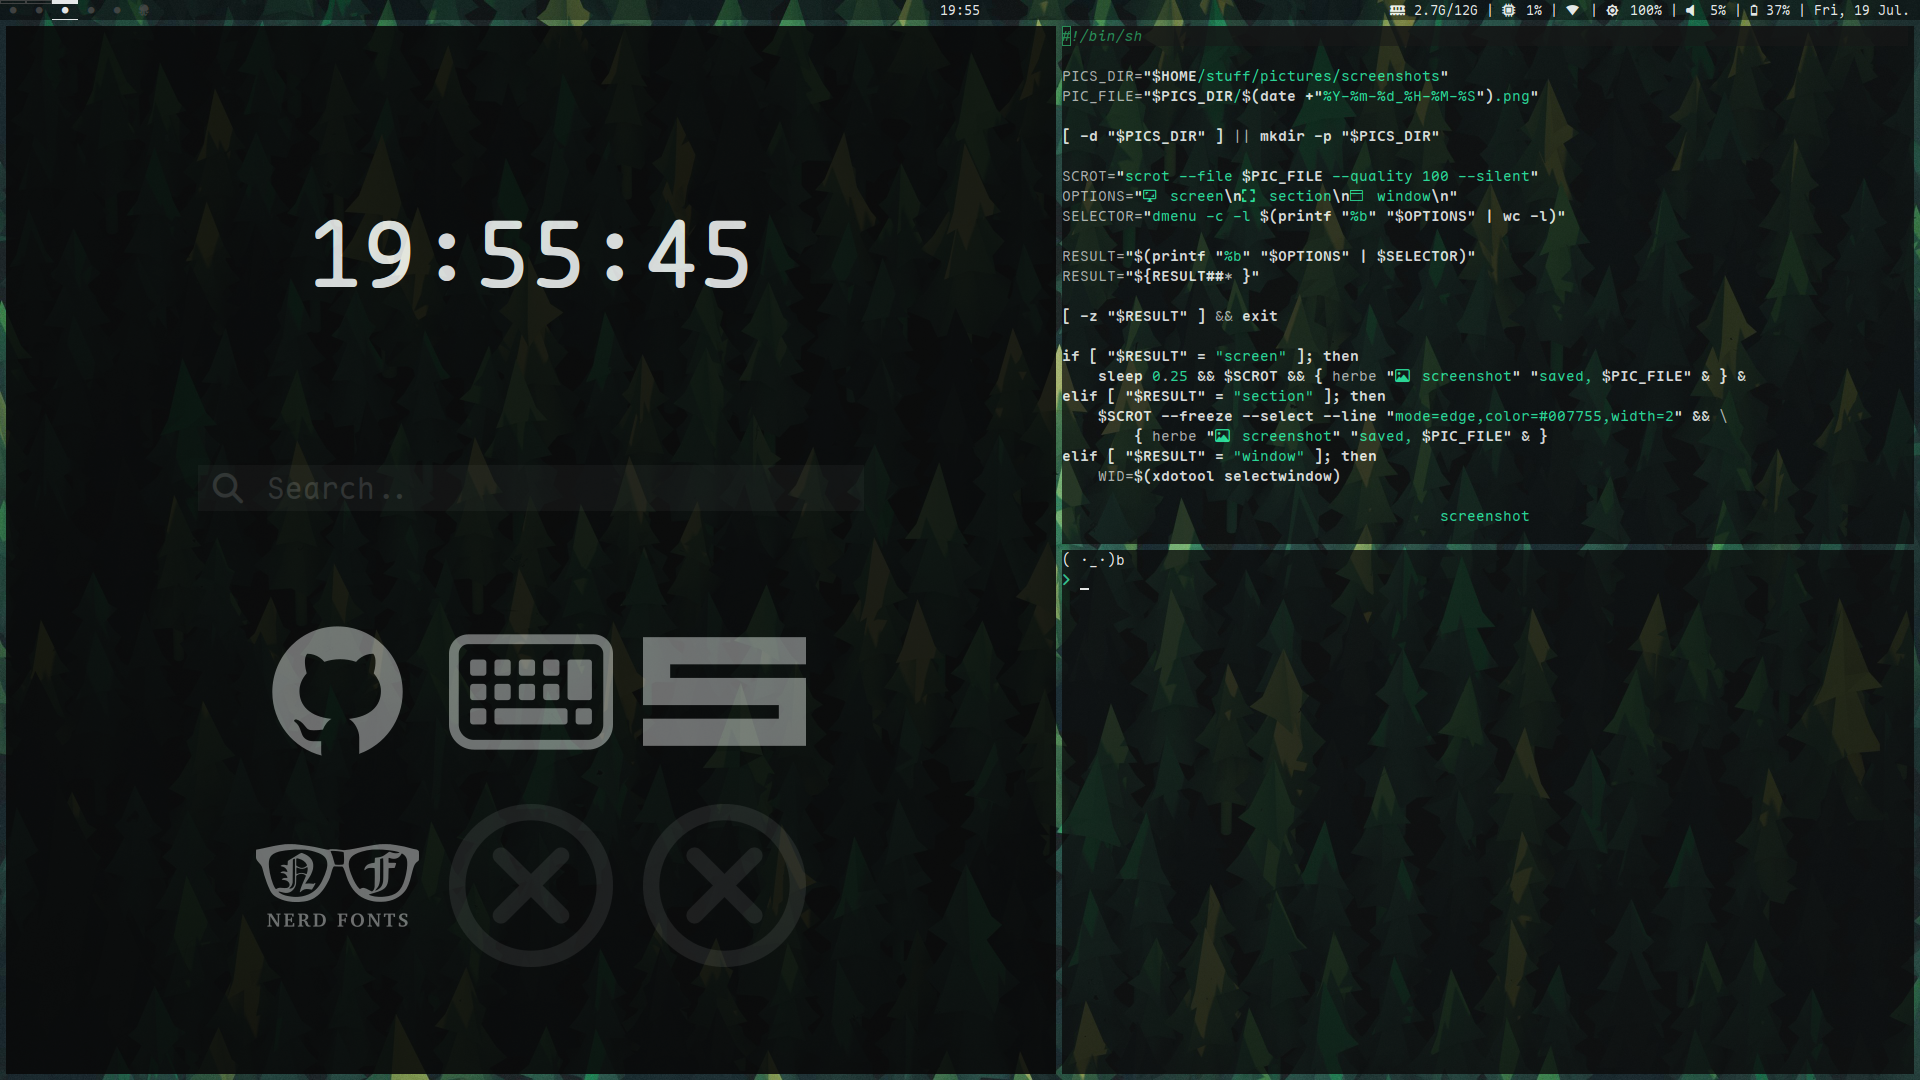 19:55
2.7G/12G | 1% | | 100% | 5% | 37% | Fri, 19 Jul.
19:55:45
Search..
NERD FONTS
#!/bin/sh
PICS_DIR="$HOME/stuff/pictures/screenshots"
PIC_FILE="$PICS_DIR/$(date +"%Y-%m-%d_%H-%M-%S").png"
[ -d "$PICS_DIR" ] || mkdir -p "$PICS_DIR"
SCROT="scrot --file $PIC_FILE --quality 100 --silent"
OPTIONS=" screen\n section\n window\n"
SELECTOR="dmenu -c -l $(printf "%b" "$OPTIONS" | wc -l)"
RESULT="$(printf "%b" "$OPTIONS" | $SELECTOR)"
RESULT="${RESULT##* }"
[ -z "$RESULT" ] && exit
if [ "$RESULT" = "screen" ]; then
    sleep 0.25 && $SCROT && { herbe " screenshot" "saved, $PIC_FILE" & } &
elif [ "$RESULT" = "section" ]; then
    $SCROT --freeze --select --line "mode=edge,color=#007755,width=2" && \
        { herbe " screenshot" "saved, $PIC_FILE" & }
elif [ "$RESULT" = "window" ]; then
    WID=$(xdotool selectwindow)
screenshot
( ·_·)b
> _